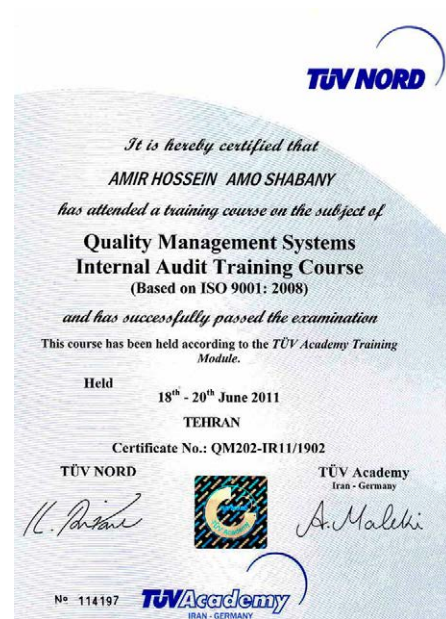 TÜV NORD
It is hereby certified that
AMIR HOSSEIN AMO SHABANY
has attended a training course on the subject of
Quality Management Systems
Internal Audit Training Course
(Based on ISO 9001: 2008)
and has successfully passed the examination
This course has been held according to the TÜV Academy Training
Module.
Held
18th - 20th June 2011
TEHRAN
Certificate No.: QM202-IR11/1902
TÜV NORD
TÜV Academy
Iran - Germany
TÜV ACADEMY
A. Maleki
No 114197
TÜVAcademy
IRAN - GERMANY